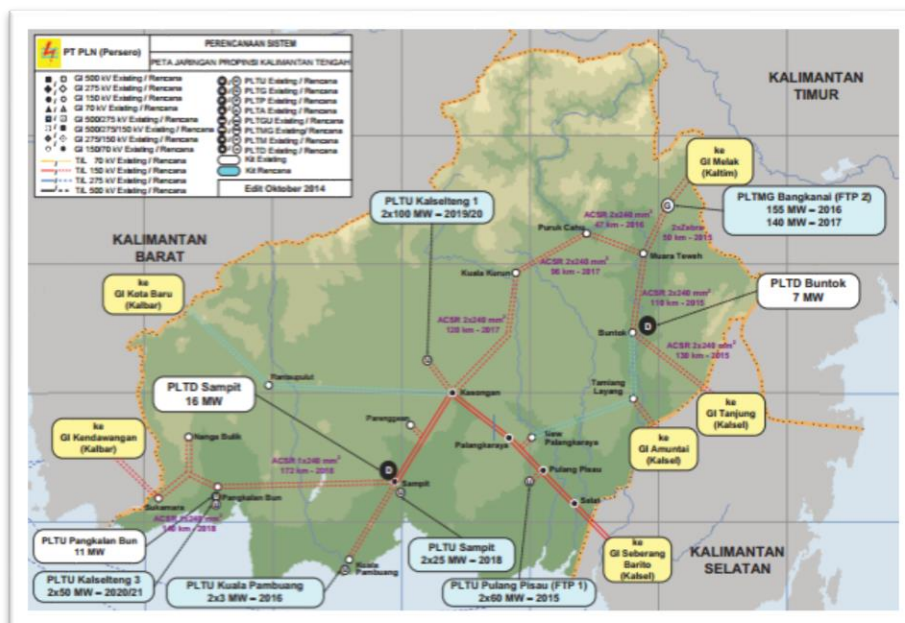 PT PLN (Persero)
PERENCANAAN SISTEM
PETA JARINGAN PROPINSI KALIMANTAN TENGAH
GI 500 kV Existing / Rencana
GI 275 kV Existing / Rencana
GI 150 kV Existing / Rencana
GI 70 kV Existing / Rencana
GI 500/275 kV Existing / Rencana
GI 500/275/150 kV Existing / Rencana
GI 275/150 kV Existing / Rencana
GI 150/70 kV Existing / Rencana
T/L 70 kV Existing / Rencana
T/L 150 kV Existing / Rencana
T/L 275 kV Existing / Rencana
T/L 500 kV Existing / Rencana
PLTU Existing / Rencana
PLTG Existing / Rencana
PLTP Existing / Rencana
PLTA Existing / Rencana
PLTGU Existing / Rencana
PLTMG Existing/ Rencana
PLTM Existing / Rencana
PLTD Existing / Rencana
Kit Existing
Kit Rencana
Edit Oktober 2014
KALIMANTAN
TIMUR
ke
GI Melak
(Kaltim)
PLTMG Bangkanai (FTP 2)
155 MW – 2016
140 MW – 2017
G
PLTU Kalselteng 1
2x100 MW – 2019/20
ACSR 2x240 mm²
47 km - 2016
Puruk Cahu
2xZebra
50 km - 2015
Muara Teweh
KALIMANTAN
BARAT
ACSR 2x240 mm²
Kuala Kurun
ke
GI Kota Baru
(Kalbar)
PLTD Buntok
7 MW
ACSR 2x240 mm²
ACSR 2x240 mm²
Buntok
D
ACSR 2x240 mm²
130 km - 2015
PLTD Sampit
16 MW
Kasongan
Tamiang
Layang
ke
GI Tanjung
(Kalsel)
ke
GI Kendawangan
(Kalbar)
Nanga Bulik
Parenggean
Palangkaraya
New
Palangkaraya
ke
GI Amuntai
(Kalsel)
ACSR 1x240 mm²
D
Sampit
Pulang Pisau
Sukamara
Pangkalan Bun
Selat
PLTU Pangkalan Bun
11 MW
Kuala
Pambuang
PLTU Sampit
2x25 MW – 2018
ke
GI Seberang
Barito
(Kalsel)
KALIMANTAN
SELATAN
PLTU Kalselteng 3
2x50 MW – 2020/21
PLTU Kuala Pambuang
2x3 MW – 2016
PLTU Pulang Pisau (FTP 1)
2x60 MW – 2015